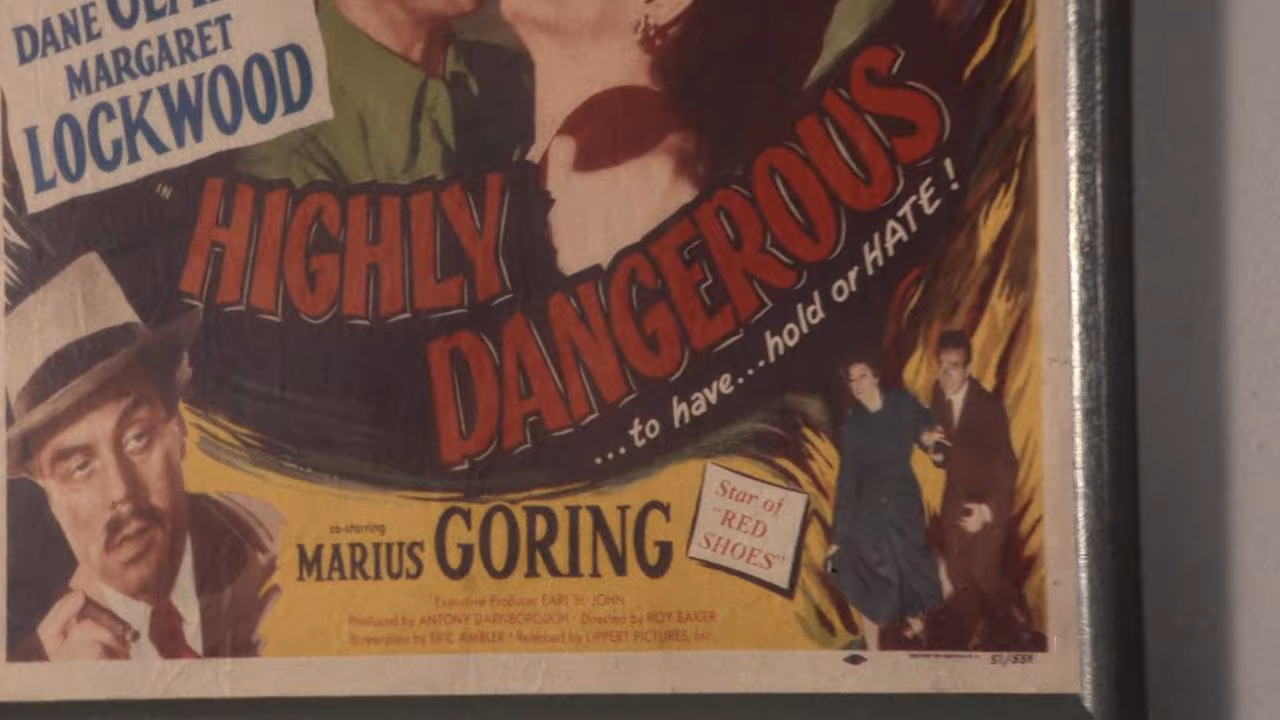 DANE CLARK
MARGARET
LOCKWOOD
IN
HIGHLY
DANGEROUS
...to have...hold or HATE!
co-starring
MARIUS GORING
Star of
"RED
SHOES"
Executive Producer EARL St. JOHN
Produced by ANTONY DARNBOROUGH · Directed by ROY BAKER
Screenplay by ERIC AMBLER · Released by LIPPERT PICTURES, Inc.